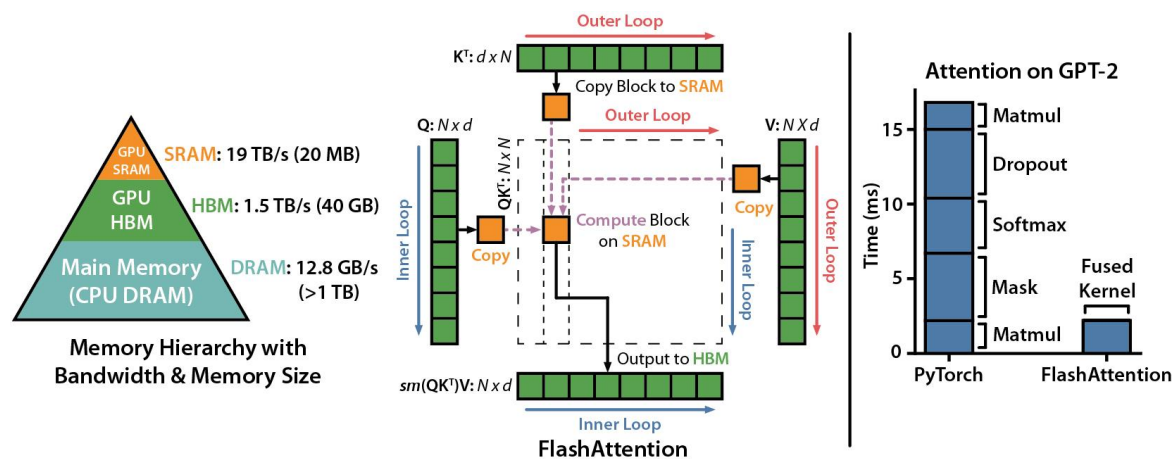 GPU
SRAM
GPU
HBM
Main Memory
(CPU DRAM)
SRAM: 19 TB/s (20 MB)
HBM: 1.5 TB/s (40 GB)
DRAM: 12.8 GB/s
(>1 TB)
Memory Hierarchy with
Bandwidth & Memory Size
Outer Loop
Kᵀ: d x N
Copy Block to SRAM
Outer Loop
Q: N x d
V: N X d
QKᵀ: N x N
Inner Loop
Copy
Compute Block
on SRAM
Copy
Inner Loop
Outer Loop
Output to HBM
sm(QKᵀ)V: N x d
Inner Loop
FlashAttention
Attention on GPT-2
Time (ms)
15
10
5
0
Matmul
Dropout
Softmax
Mask
Matmul
Fused
Kernel
PyTorch
FlashAttention